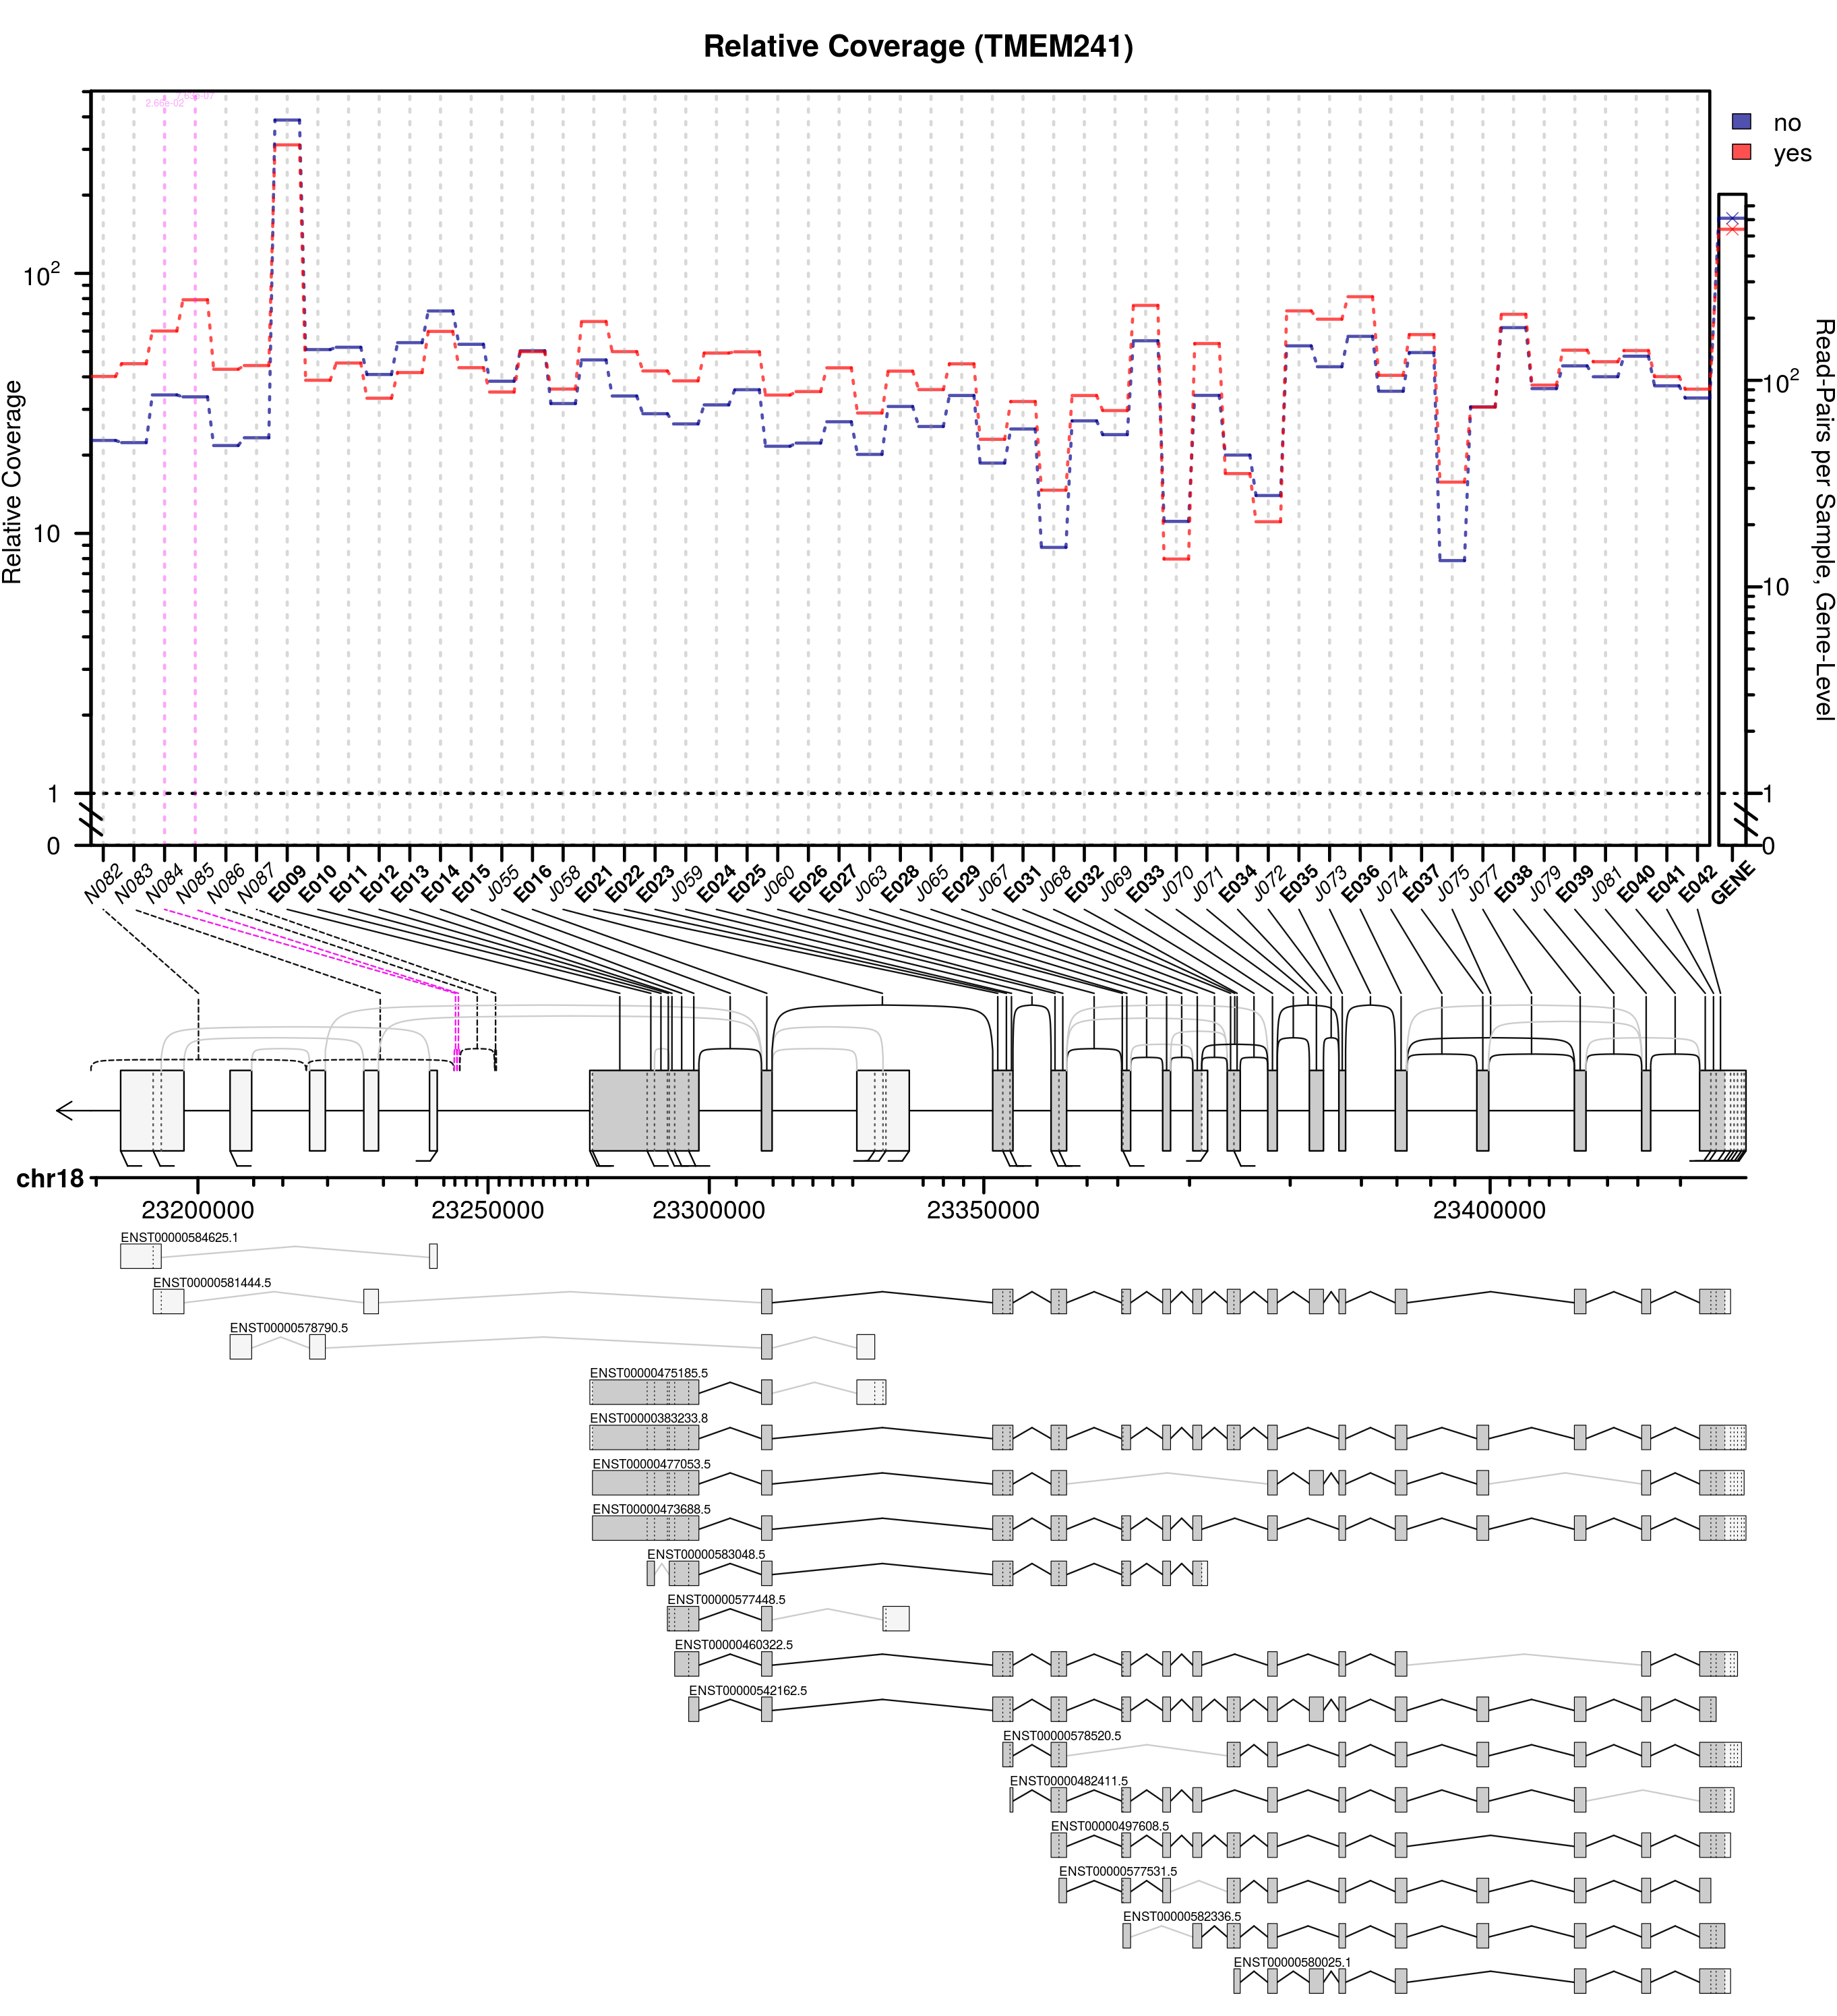 Relative Coverage (TMEM241)
2.66e-02
no
yes
Relative Coverage
10²
10
1
0
Read-Pairs per Sample, Gene-Level
10²
10
1
0
N082 N083 N084 N085 N086 N087 E009 E010 E011 E012 E013 E014 E015 J055 E016 J058 E021 E022 E023 J059 E024 E025 J060 E026 E027 J063 E028 J065 E029 J067 E031 J068 E032 J069 E033 J070 J071 E034 J072 E035 J073 E036 J074 E037 J075 J077 E038 J079 E039 J081 E040 E041 E042 GENE
chr18
23200000 23250000 23300000 23350000 23400000
ENST00000584625.1
ENST00000581444.5
ENST00000578790.5
ENST00000475185.5
ENST00000383233.8
ENST00000477053.5
ENST00000473688.5
ENST00000583048.5
ENST00000577448.5
ENST00000460322.5
ENST00000542162.5
ENST00000578520.5
ENST00000482411.5
ENST00000497608.5
ENST00000577531.5
ENST00000582336.5
ENST00000580025.1